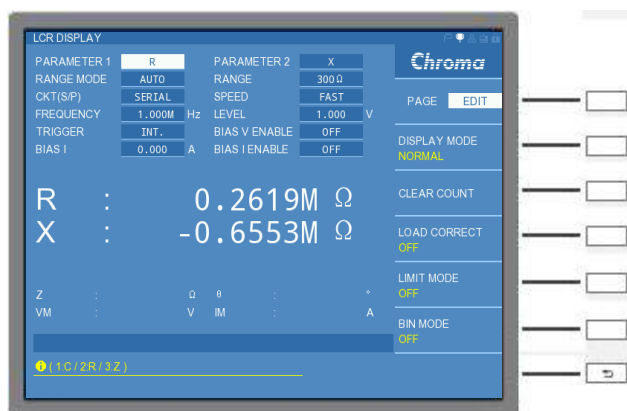 LCR DISPLAY
PARAMETER 1 R PARAMETER 2 X
RANGE MODE AUTO RANGE 300 Ω
CKT(S/P) SERIAL SPEED FAST
FREQUENCY 1.000M Hz LEVEL 1.000 V
TRIGGER INT. BIAS V ENABLE OFF
BIAS I 0.000 A BIAS I ENABLE OFF
R : 0.2619M Ω
X : -0.6553M Ω
Z : Ω θ : °
VM : V IM : A
( 1:C / 2:R / 3:Z )
Chroma
PAGE EDIT
DISPLAY MODE
NORMAL
CLEAR COUNT
LOAD CORRECT
OFF
LIMIT MODE
OFF
BIN MODE
OFF